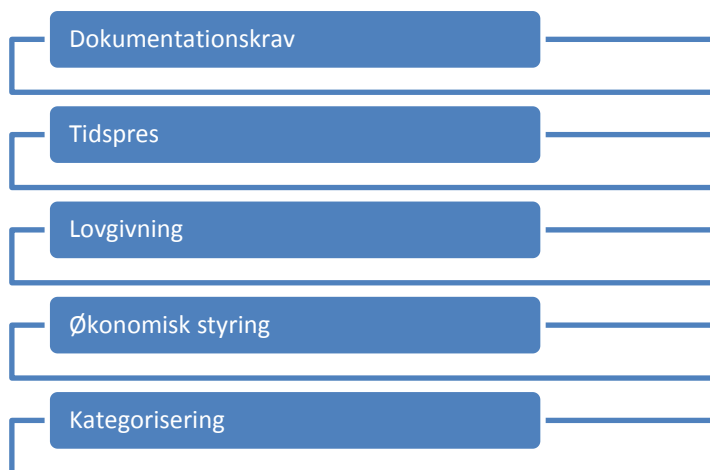 Dokumentationskrav
Tidspres
Lovgivning
Økonomisk styring
Kategorisering